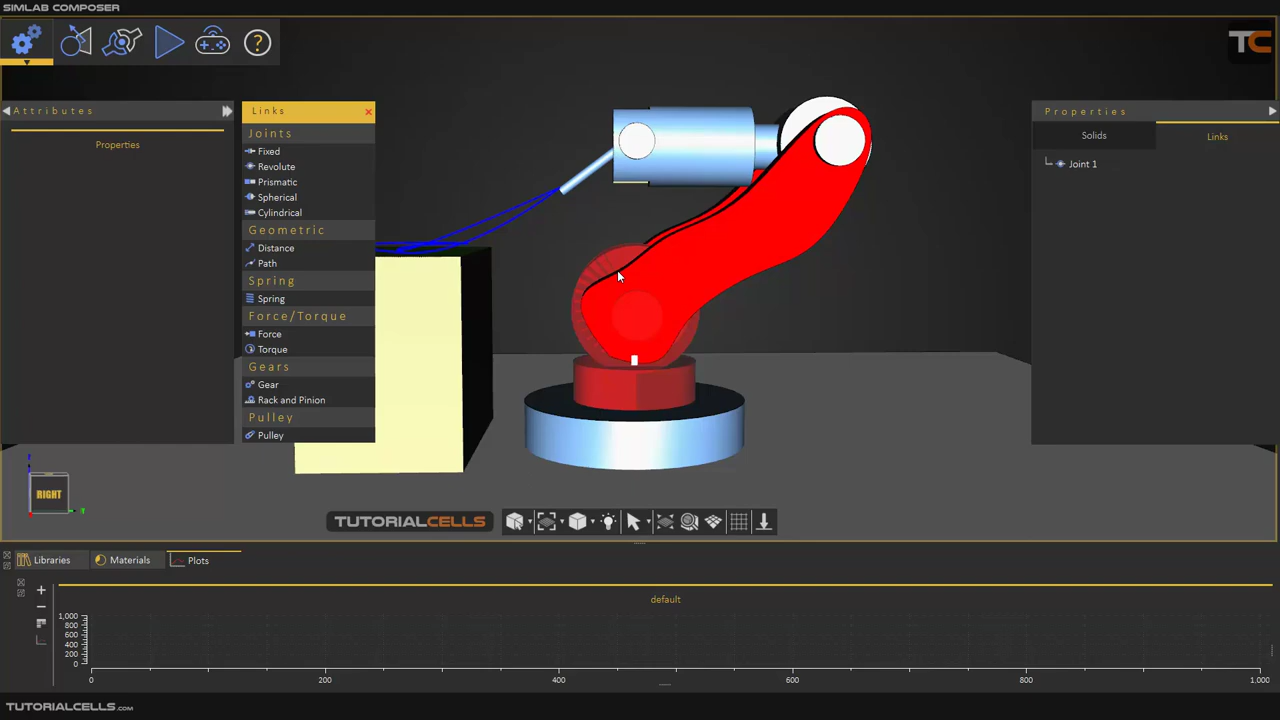 SIMLAB COMPOSER
TC
Attributes
Properties
Links
Joints
Fixed
Revolute
Prismatic
Spherical
Cylindrical
Geometric
Distance
Path
Spring
Spring
Force/Torque
Force
Torque
Gears
Gear
Rack and Pinion
Pulley
Pulley
Properties
Solids
Links
Joint 1
RIGHT
TUTORIALCELLS
Libraries
Materials
Plots
default
1,000
800
600
400
200
0
0
200
400
600
800
1,000
TUTORIALCELLS.com